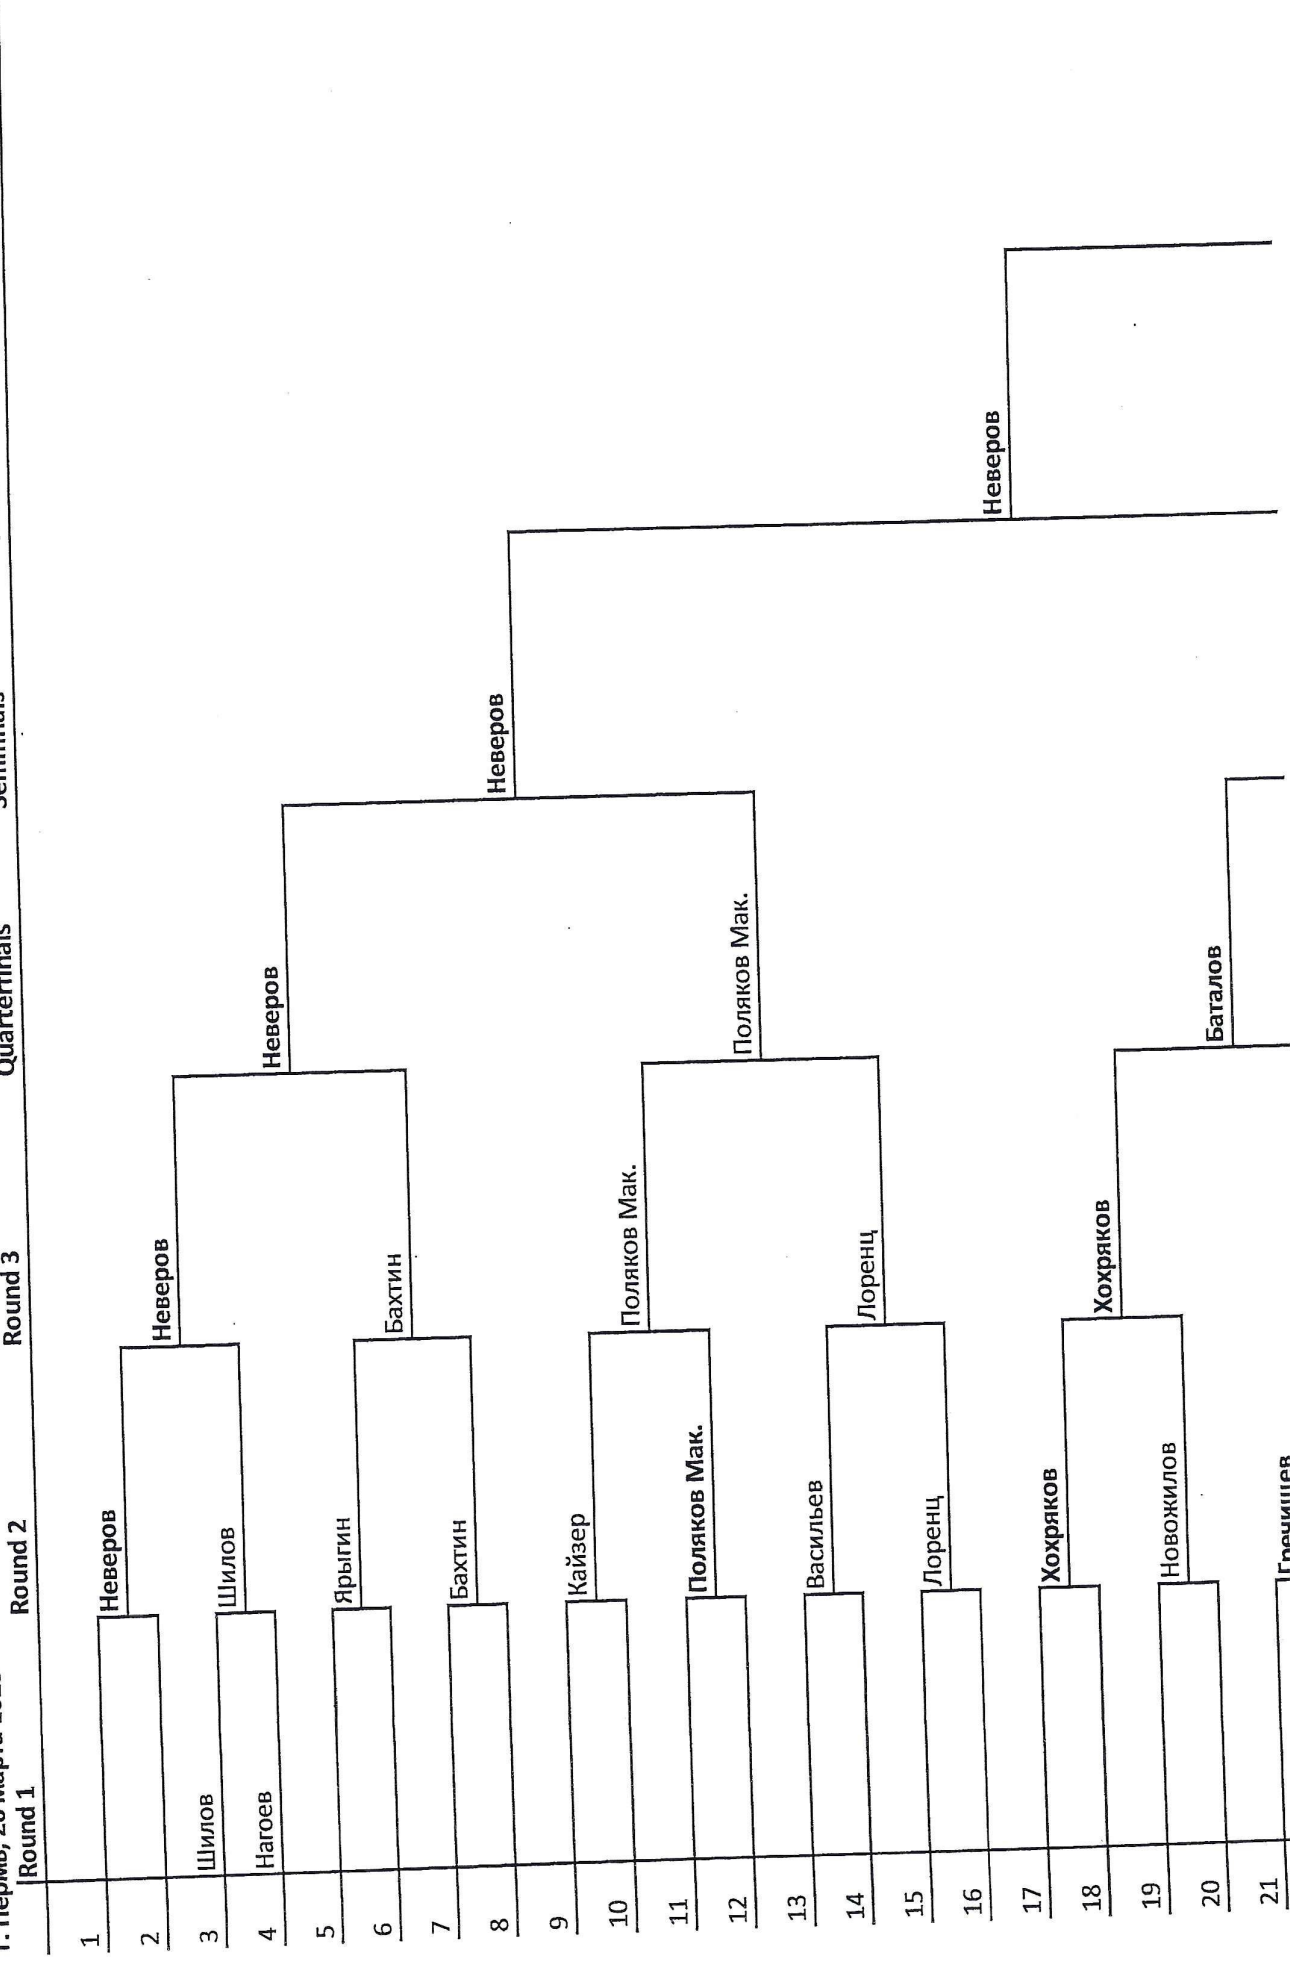 Round 1 Round 2 Round 3 Quarterfinals
1
Неверов
2
Неверов
3 Шилов
Шилов
4 Нагоев
Неверов
5
Ярыгин
6
Бахтин
7
Бахтин
8
Неверов
9
Кайзер
10
Поляков Мак.
11
Поляков Мак.
12
Поляков Мак.
13
Васильев
14
Лоренц
15
Лоренц
16
Неверов
17
Хохряков
18
Хохряков
19
Новожилов
20
Баталов
21